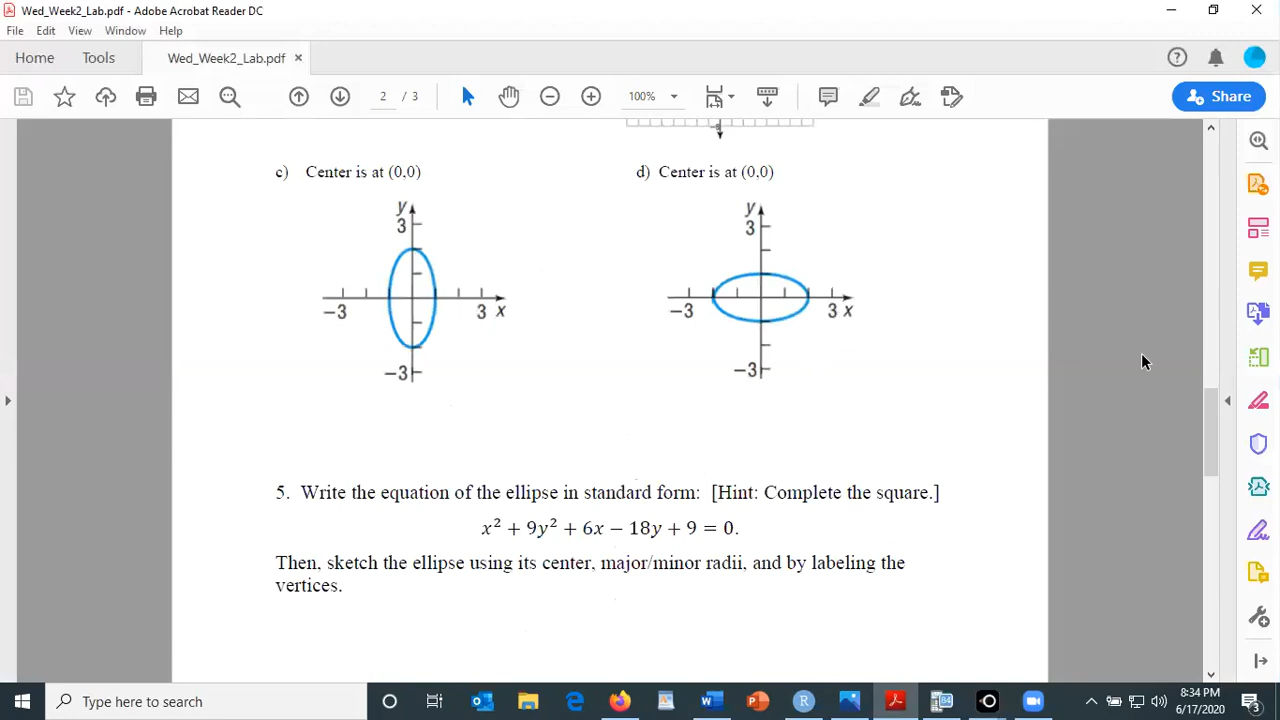 Wed_Week2_Lab.pdf - Adobe Acrobat Reader DC
File Edit View Window Help
Home Tools Wed_Week2_Lab.pdf ×
2 / 3 100% Share
c) Center is at (0,0) d) Center is at (0,0)
y y
3 3
−3 3 x −3 3 x
−3 −3
5. Write the equation of the ellipse in standard form: [Hint: Complete the square.]
x² + 9y² + 6x − 18y + 9 = 0.
Then, sketch the ellipse using its center, major/minor radii, and by labeling the
vertices.
Type here to search
8:34 PM
6/17/2020